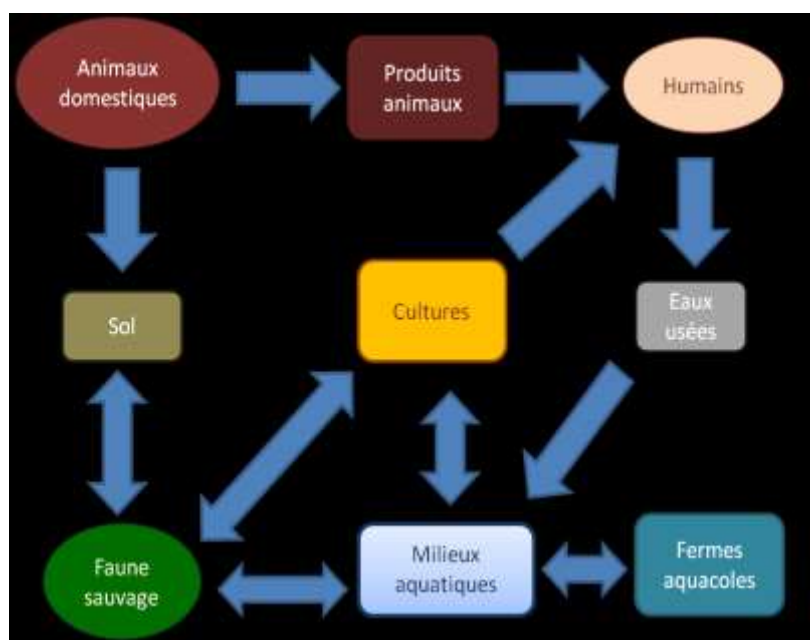 Animaux
domestiques
Produits
animaux
Humains
Sol
Cultures
Eaux
usées
Faune
sauvage
Milieux
aquatiques
Fermes
aquacoles